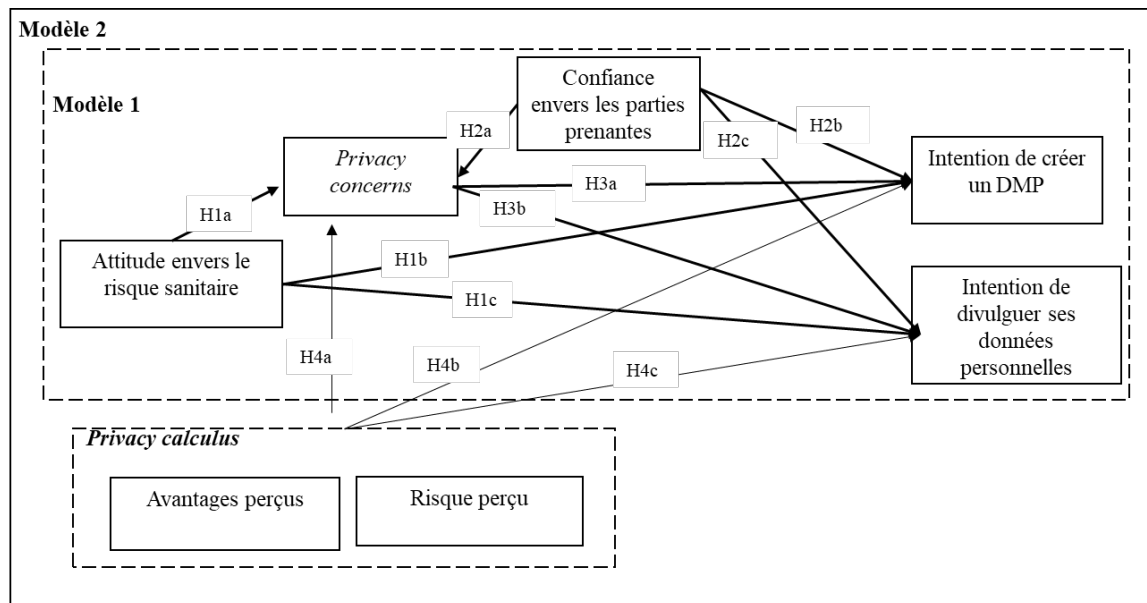 Modèle 2
Modèle 1
Confiance
envers les parties
prenantes
H2a
H2b
H2c
Privacy
concerns
H3a
Intention de créer
un DMP
H1a
H3b
Attitude envers le
risque sanitaire
H1b
H1c
Intention de
divulguer ses
données
personnelles
H4a
H4b
H4c
Privacy calculus
Avantages perçus
Risque perçu